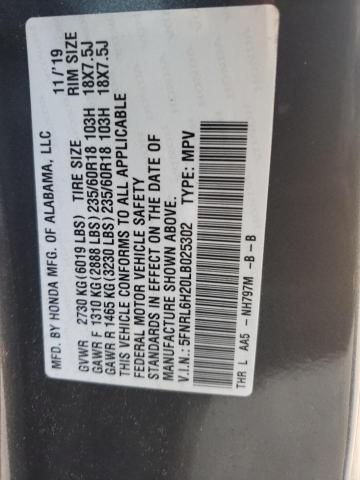 MFD. BY HONDA MFG. OF ALABAMA, LLC 11/'19
TIRE SIZE RIM SIZE
GVWR 2730 KG(6019 LBS)
GAWR F 1310 KG(2888 LBS) 235/60R18 103H 18X7.5J
GAWR R 1465 KG(3230 LBS) 235/60R18 103H 18X7.5J
THIS VEHICLE CONFORMS TO ALL APPLICABLE
FEDERAL MOTOR VEHICLE SAFETY
STANDARDS IN EFFECT ON THE DATE OF
MANUFACTURE SHOWN ABOVE.
V.I.N.: 5FNRL6H20LB025302 TYPE: MPV
THR L AA5 -NH797M -B -B